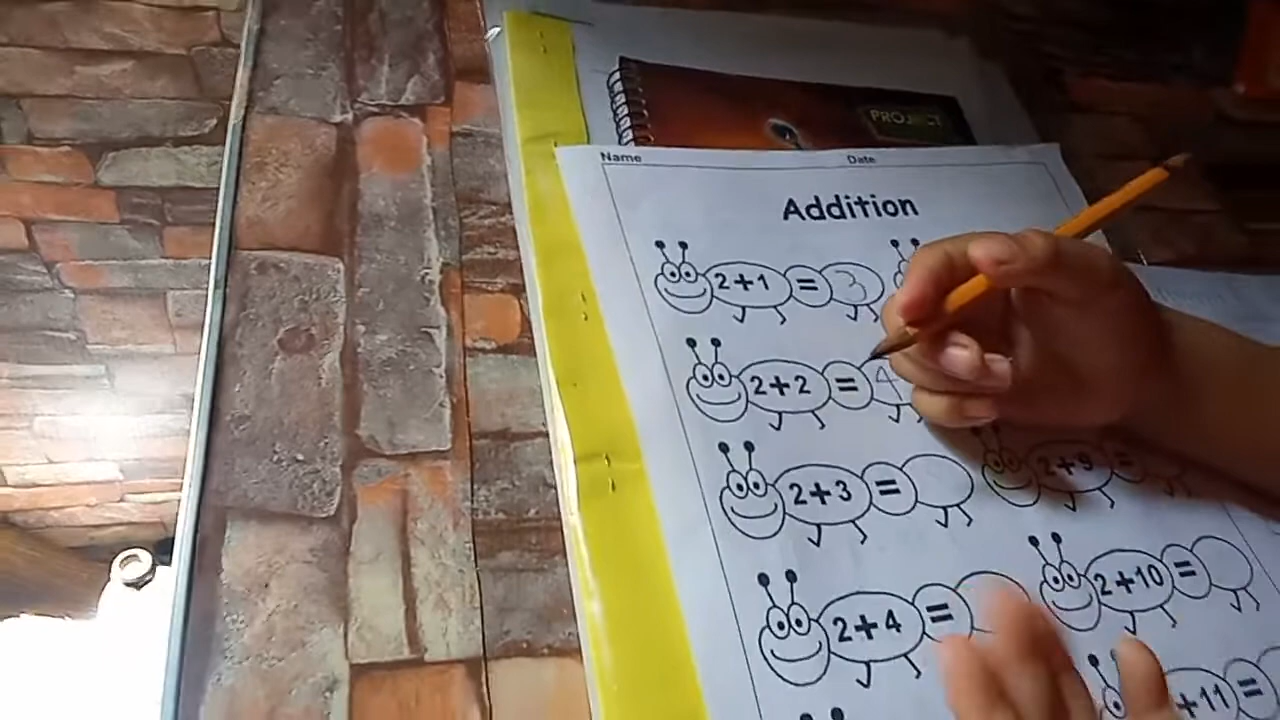 PROJECT
Name Date
Addition
2+1 = 3
2+2 = 4
2+3 =
2+9 =
2+4 =
2+10 =
+11 =